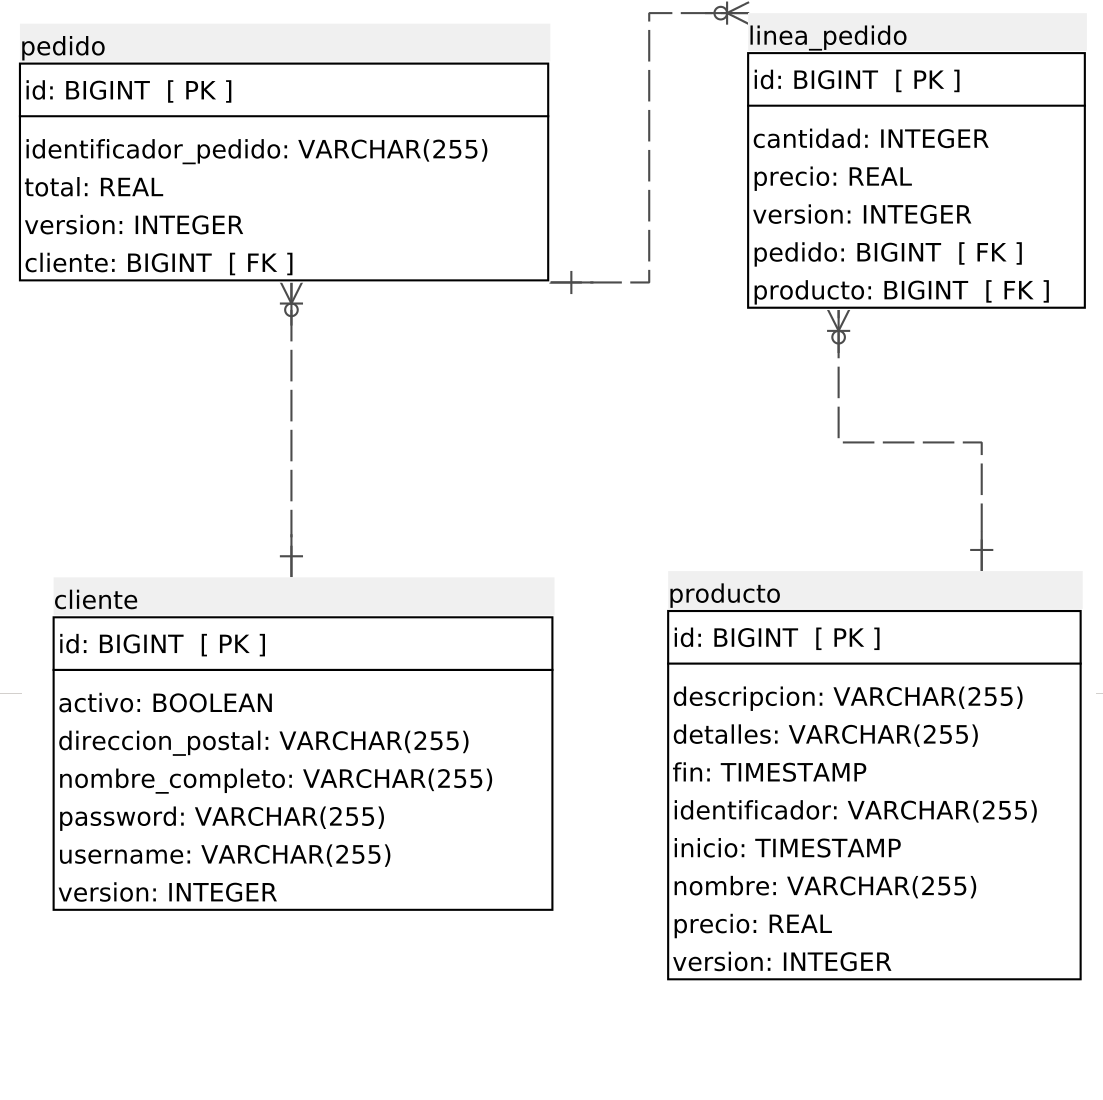 pedido
id: BIGINT  [ PK ]
identificador_pedido: VARCHAR(255)
total: REAL
version: INTEGER
cliente: BIGINT  [ FK ]
linea_pedido
id: BIGINT  [ PK ]
cantidad: INTEGER
precio: REAL
version: INTEGER
pedido: BIGINT  [ FK ]
producto: BIGINT  [ FK ]
cliente
id: BIGINT  [ PK ]
activo: BOOLEAN
direccion_postal: VARCHAR(255)
nombre_completo: VARCHAR(255)
password: VARCHAR(255)
username: VARCHAR(255)
version: INTEGER
producto
id: BIGINT  [ PK ]
descripcion: VARCHAR(255)
detalles: VARCHAR(255)
fin: TIMESTAMP
identificador: VARCHAR(255)
inicio: TIMESTAMP
nombre: VARCHAR(255)
precio: REAL
version: INTEGER